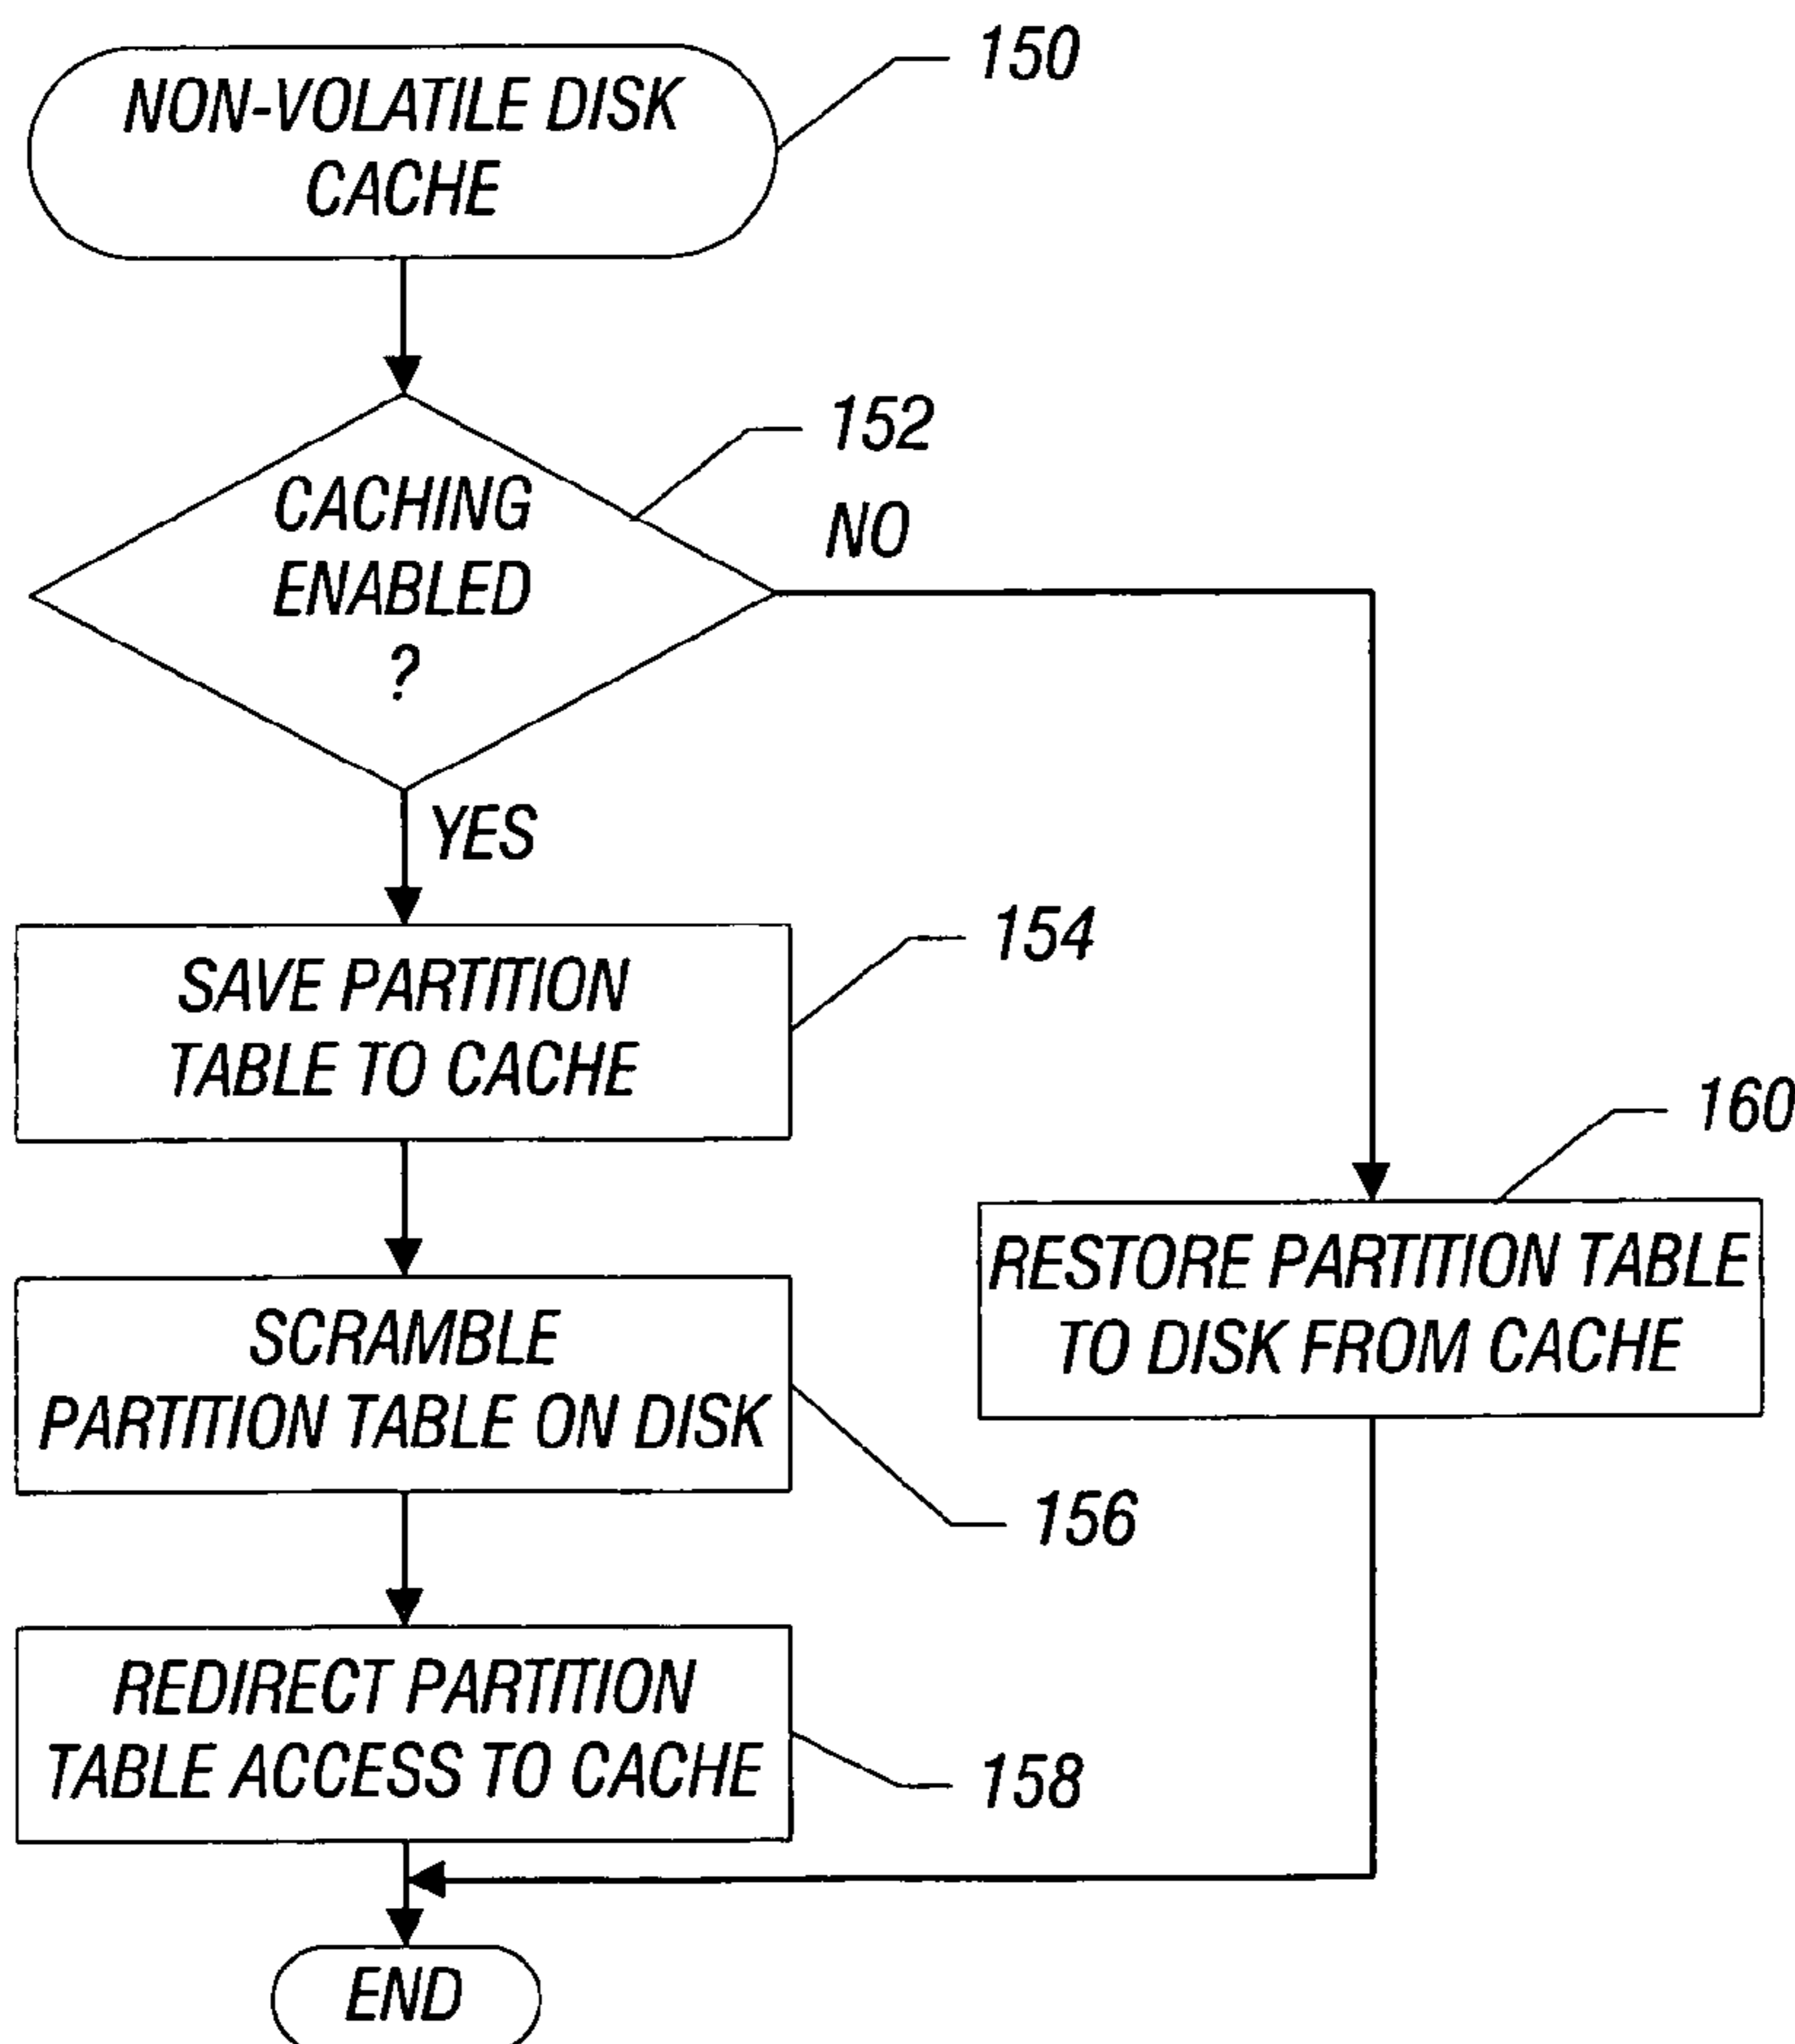 NON-VOLATILE DISK
CACHE
150
152
CACHING
ENABLED
?
NO
YES
154
SAVE PARTITION
TABLE TO CACHE
160
RESTORE PARTITION TABLE
TO DISK FROM CACHE
SCRAMBLE
PARTITION TABLE ON DISK
156
REDIRECT PARTITION
TABLE ACCESS TO CACHE
158
END